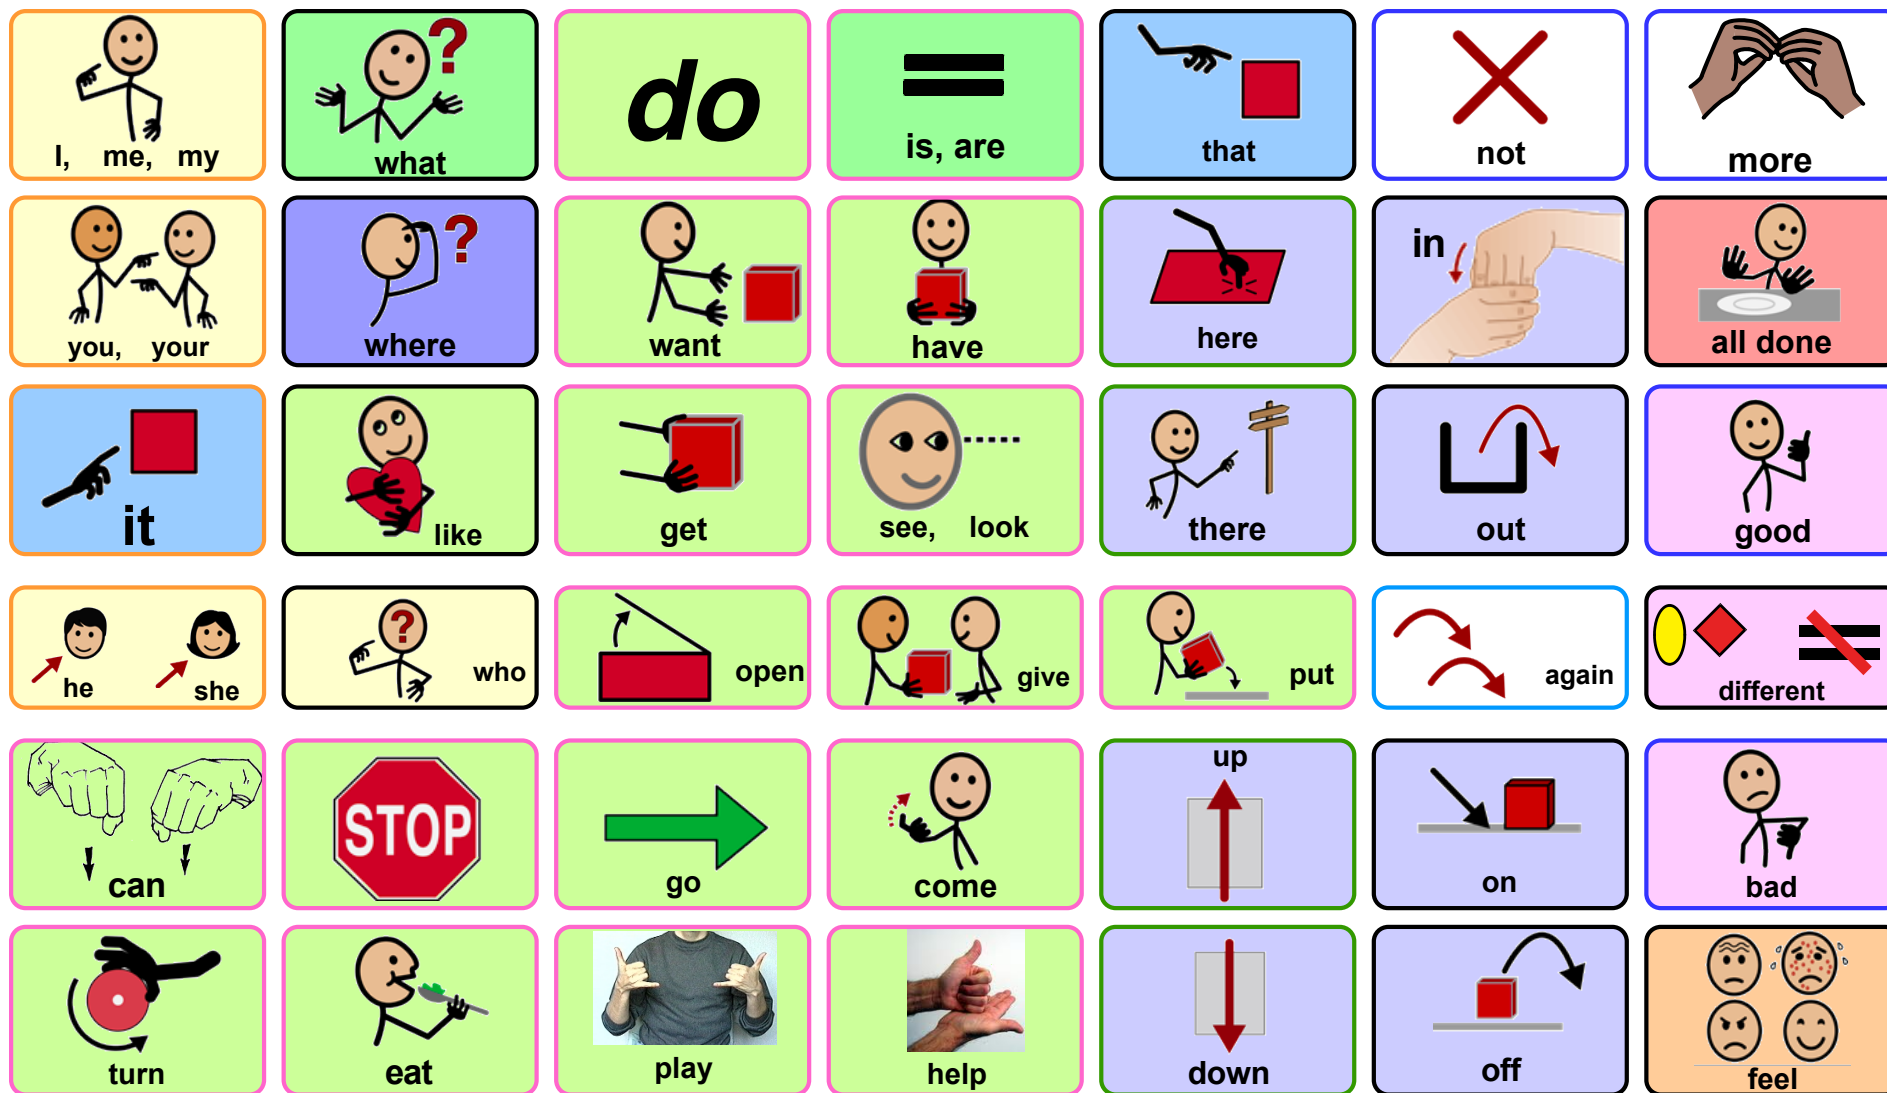 I, me, my
what
do
is, are
that
not
more
you, your
where
want
have
here
in
all done
it
like
get
see, look
there
out
good
he
she
who
open
give
put
again
different
can
STOP
go
come
up
on
bad
turn
eat
play
help
down
off
feel